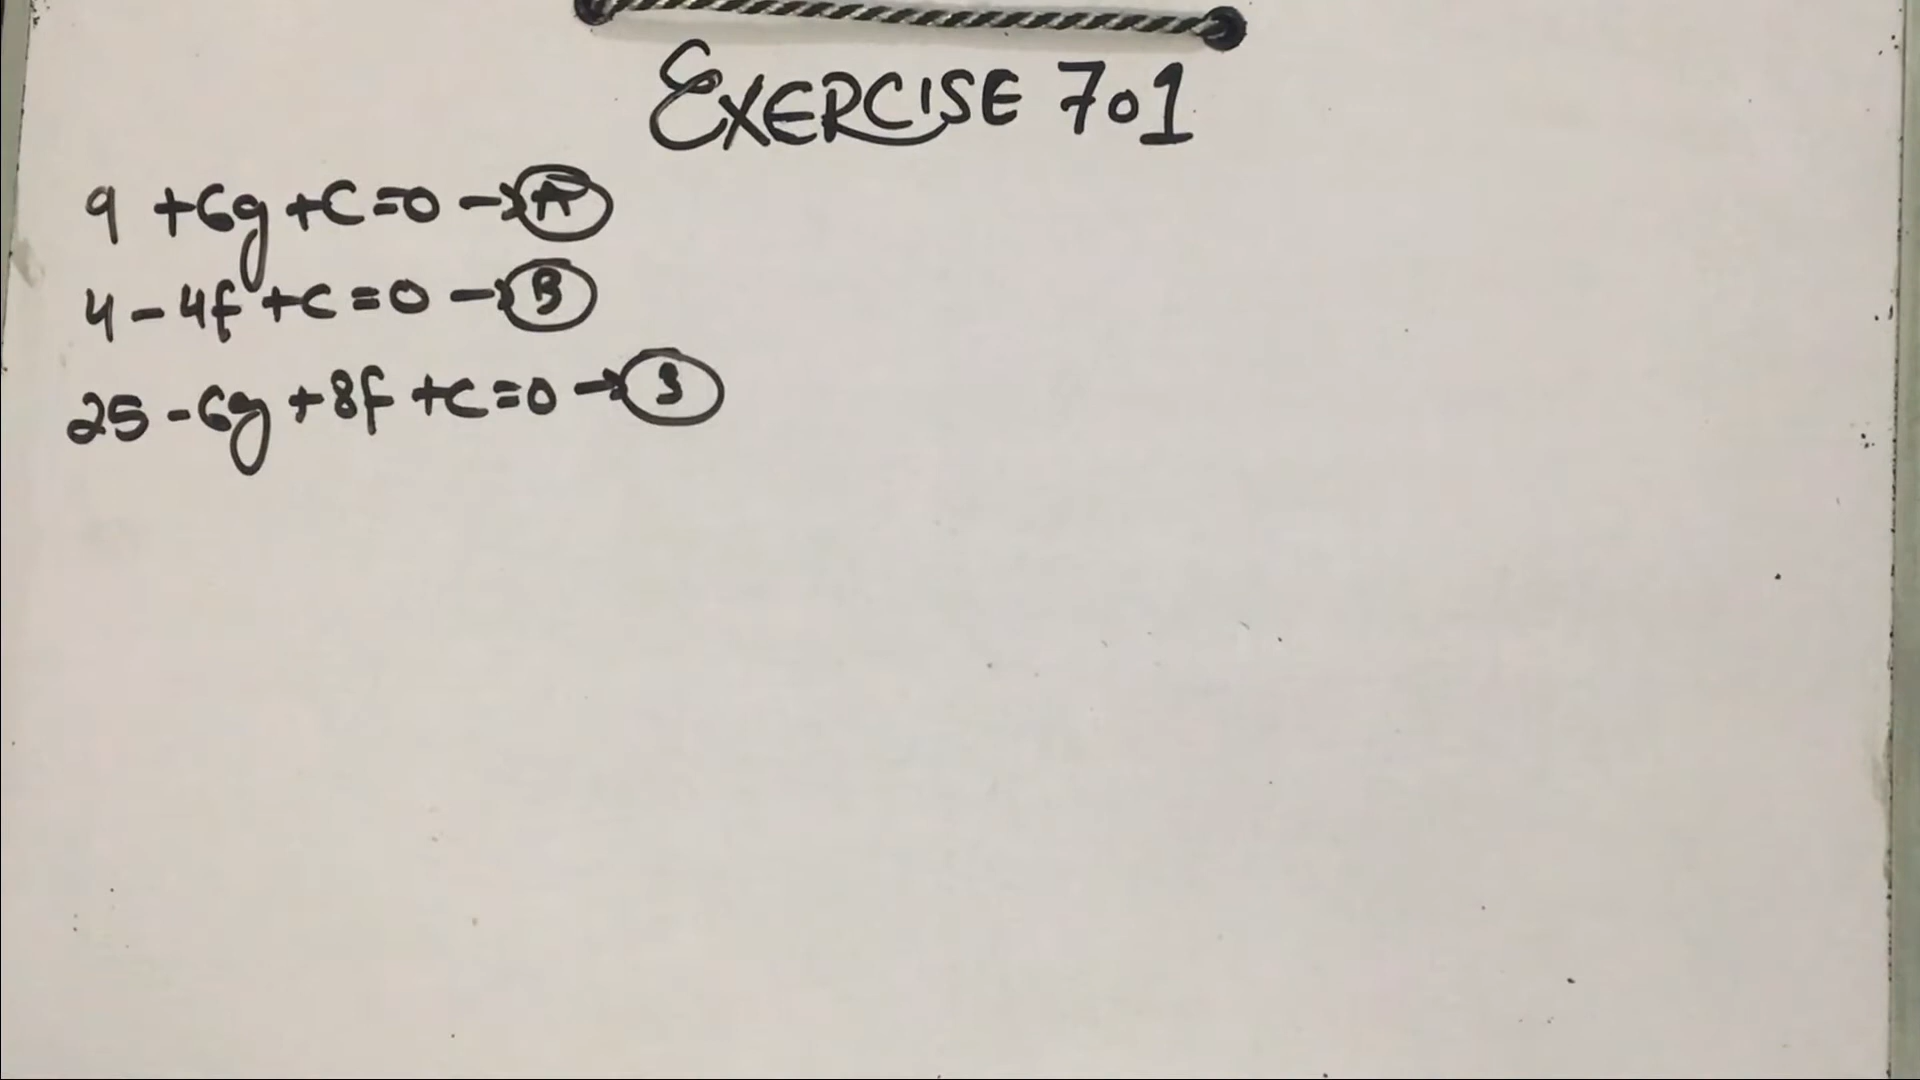 EXERCISE 7.1
9 + 6g + C = 0 → A
4 - 4f + C = 0 → B
25 - 6g + 8f + C = 0 → 3